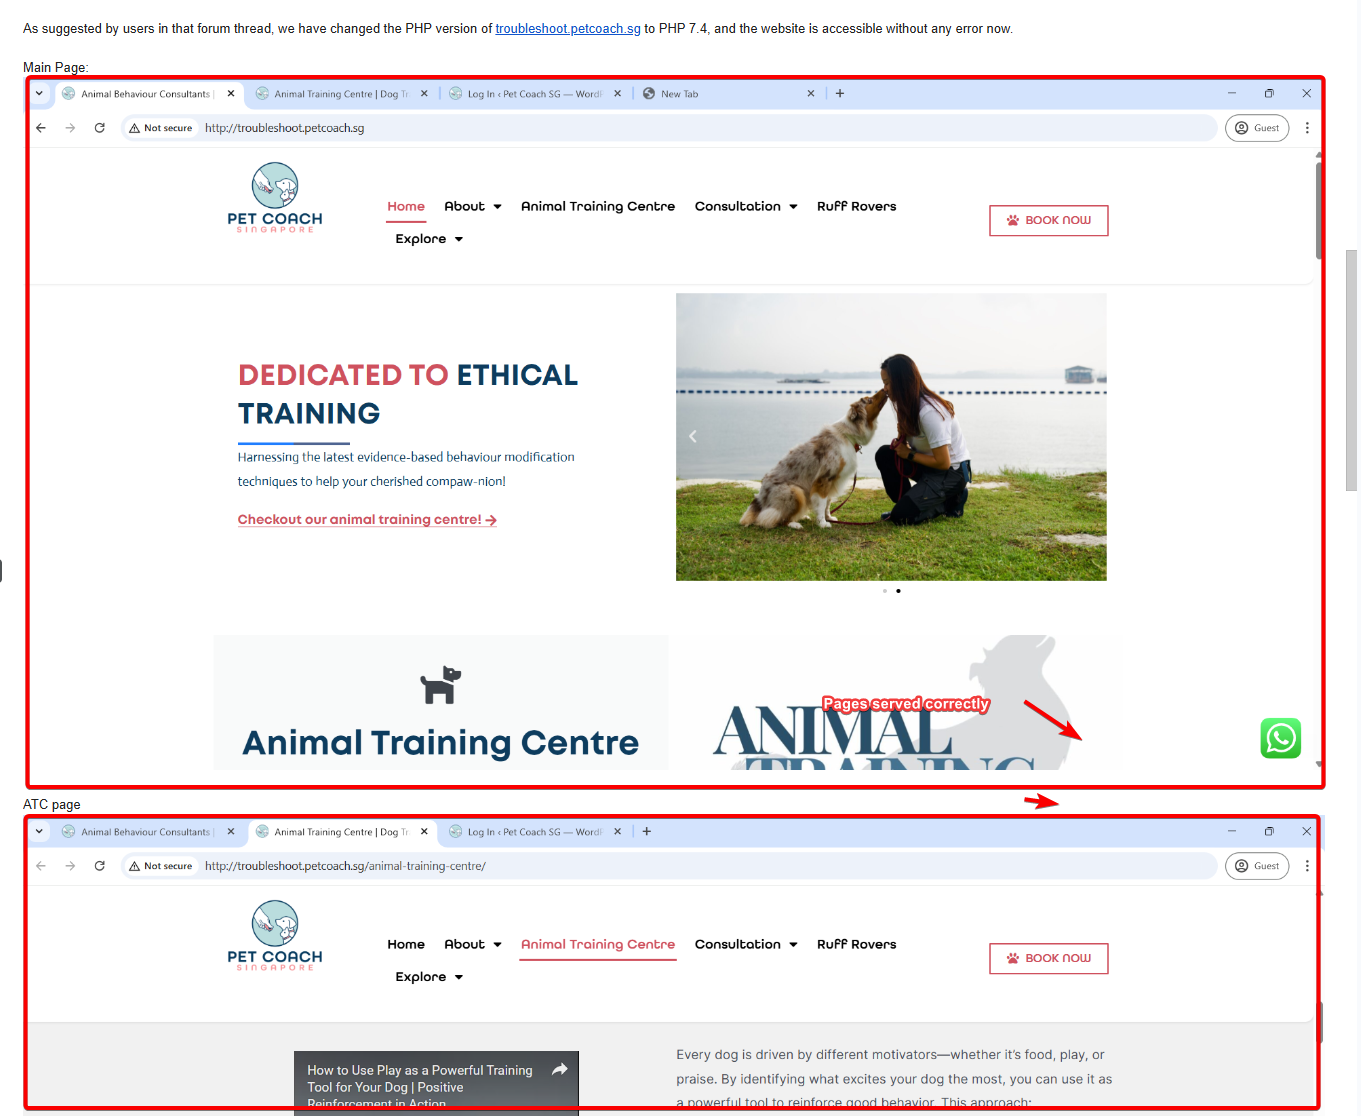 As suggested by users in that forum thread, we have changed the PHP version of troubleshoot.petcoach.sg to PHP 7.4, and the website is accessible without any error now.
Main Page:
Animal Behaviour Consultants |
Animal Training Centre | Dog Tr
Log In ‹ Pet Coach SG — Word
New Tab
Not secure
http://troubleshoot.petcoach.sg
Guest
PET COACH
SINGAPORE
Home
About
Animal Training Centre
Consultation
Ruff Rovers
Explore
BOOK NOW
DEDICATED TO ETHICAL
TRAINING
Harnessing the latest evidence-based behaviour modification
techniques to help your cherished compaw-nion!
Checkout our animal training centre! →
Animal Training Centre
Pages served correctly
ANIMAL
TRAINING
ATC page
Animal Behaviour Consultants |
Animal Training Centre | Dog Tr
Log In ‹ Pet Coach SG — Word
Not secure
http://troubleshoot.petcoach.sg/animal-training-centre/
Guest
PET COACH
SINGAPORE
Home
About
Animal Training Centre
Consultation
Ruff Rovers
Explore
BOOK NOW
How to Use Play as a Powerful Training
Tool for Your Dog | Positive
Reinforcement in Action
Every dog is driven by different motivators—whether it's food, play, or
praise. By identifying what excites your dog the most, you can use it as
a powerful tool to reinforce good behavior. This approach: